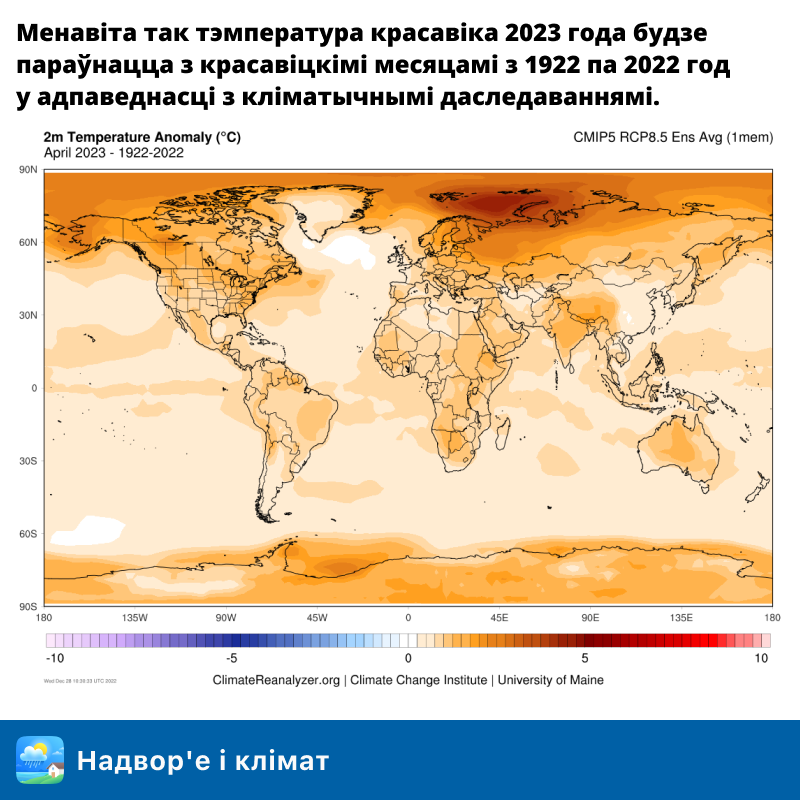 Менавіта так тэмпература красавіка 2023 года будзе
параўнацца з красавіцкімі месяцамі з 1922 па 2022 год
у адпаведнасці з кліматычнымі даследаваннямі.
2m Temperature Anomaly (°C)
CMIP5 RCP8.5 Ens Avg (1mem)
April 2023 - 1922-2022
90N
60N
30N
0
30S
60S
90S
180 135W 90W 45W 0 45E 90E 135E 180
-10 -5 0 5 10
ClimateReanalyzer.org | Climate Change Institute | University of Maine
Надвор'е і клімат